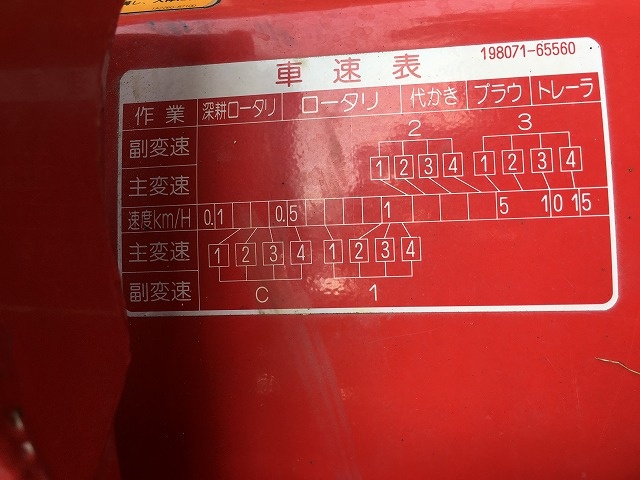 198071-65560
車速表
作業 深耕ロータリ ロータリ 代かき プラウ トレーラ
副変速 2 3
主変速 1 2 3 4 1 2 3 4
速度km/H 0.1 0.5 1 5 10 15
主変速 1 2 3 4 1 2 3 4
副変速 C 1